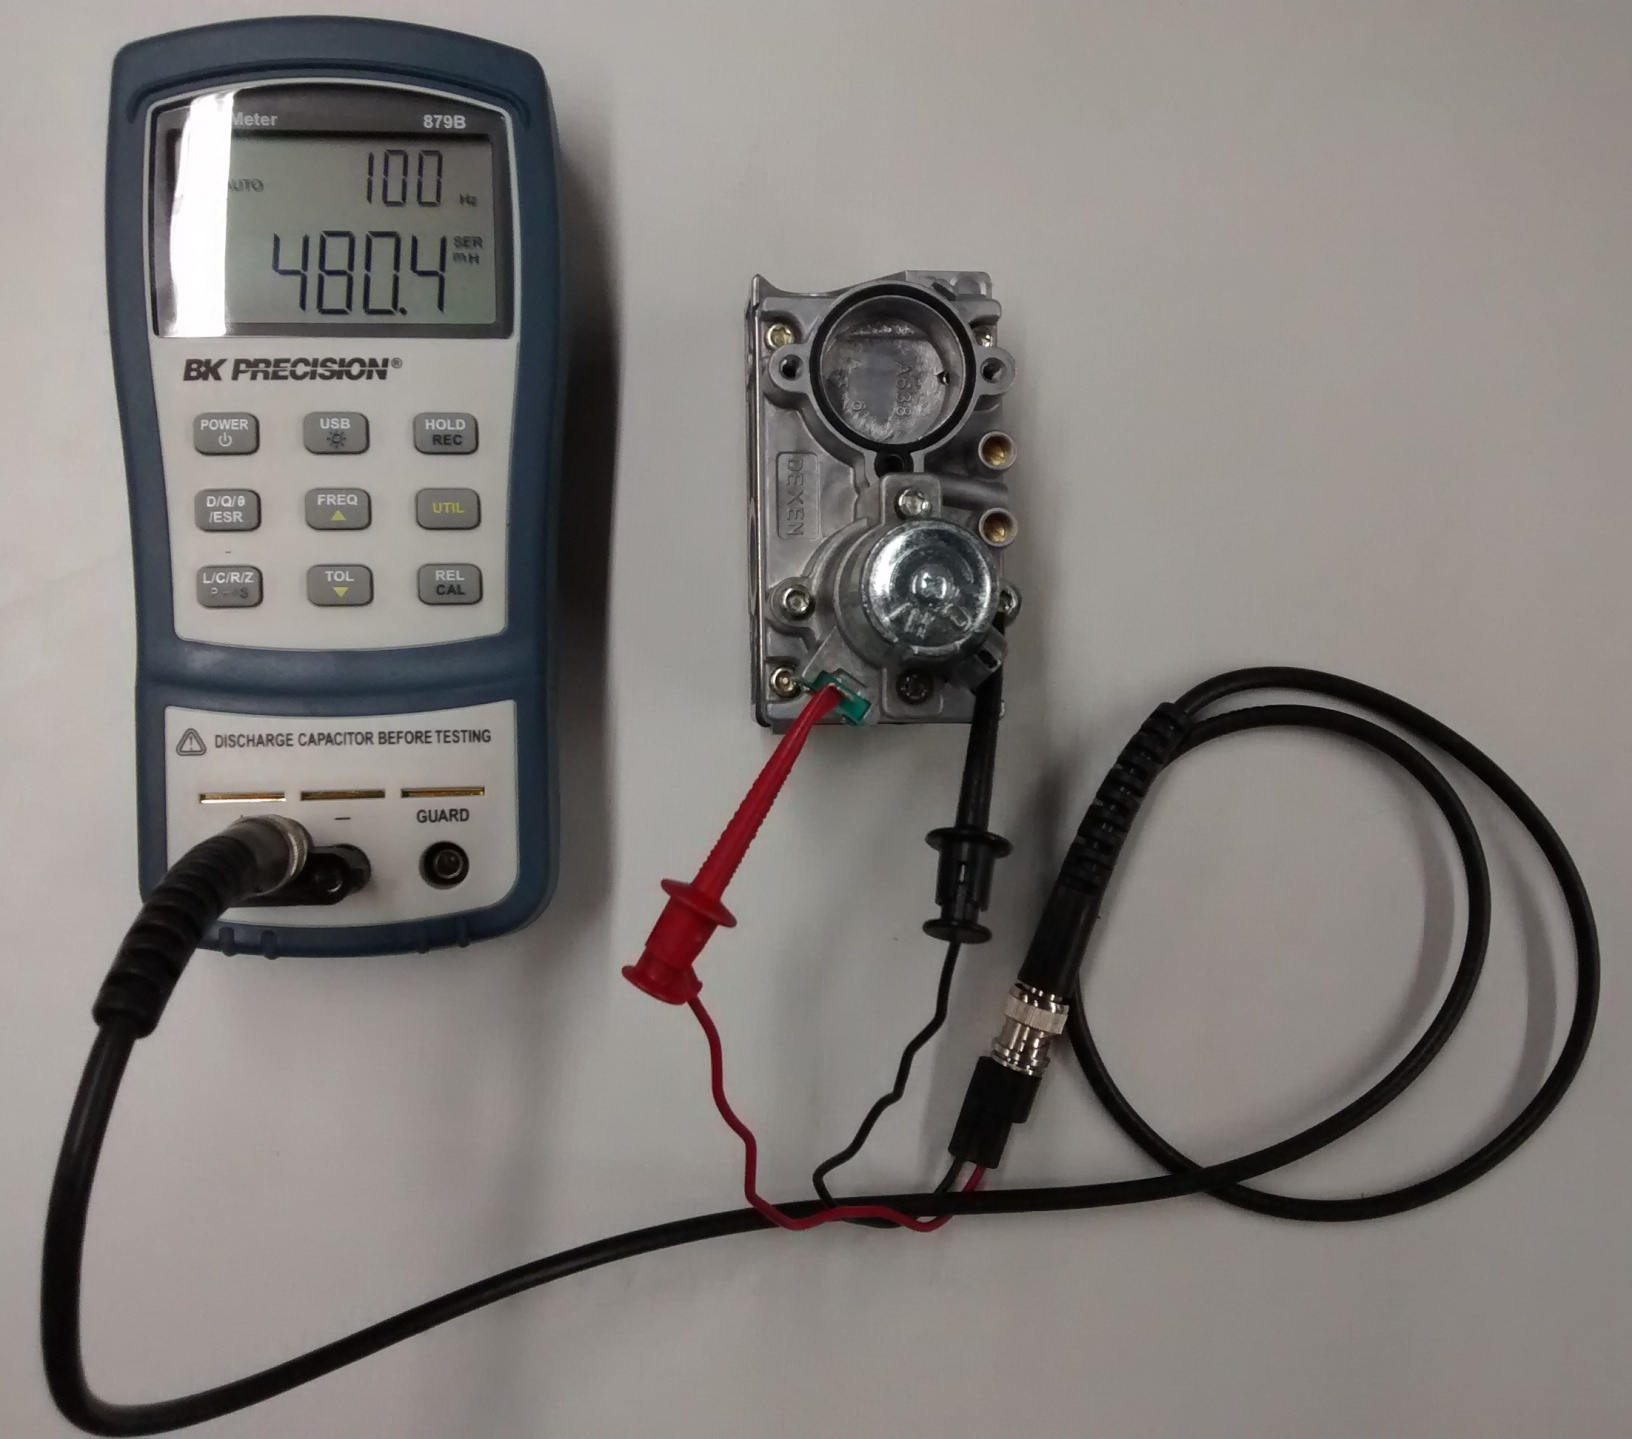 Meter 879B
AUTO 100 Hz
480.4 SER mH
BK PRECISION®
POWER
USB
HOLD
REC
D/Q/θ
/ESR
FREQ
UTIL
L/C/R/Z
TOL
REL
CAL
DISCHARGE CAPACITOR BEFORE TESTING
–
GUARD
A638
DEXEN